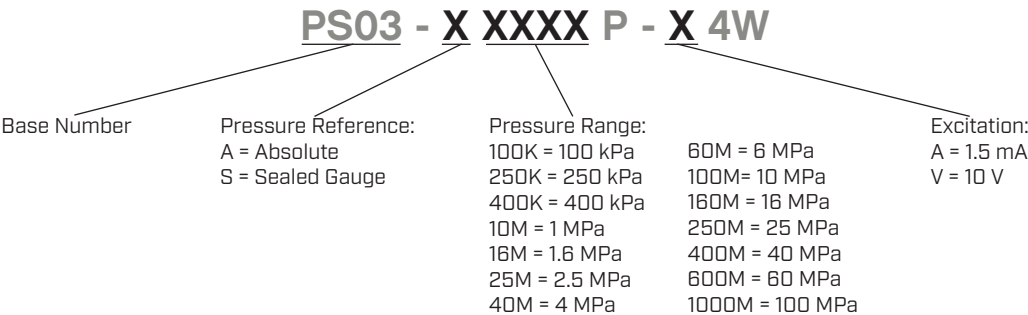 PS03 - X XXXX P - X 4W
Base Number
Pressure Reference:
A = Absolute
S = Sealed Gauge
Pressure Range:
100K = 100 kPa
250K = 250 kPa
400K = 400 kPa
10M = 1 MPa
16M = 1.6 MPa
25M = 2.5 MPa
40M = 4 MPa
60M = 6 MPa
100M= 10 MPa
160M = 16 MPa
250M = 25 MPa
400M = 40 MPa
600M = 60 MPa
1000M = 100 MPa
Excitation:
A = 1.5 mA
V = 10 V